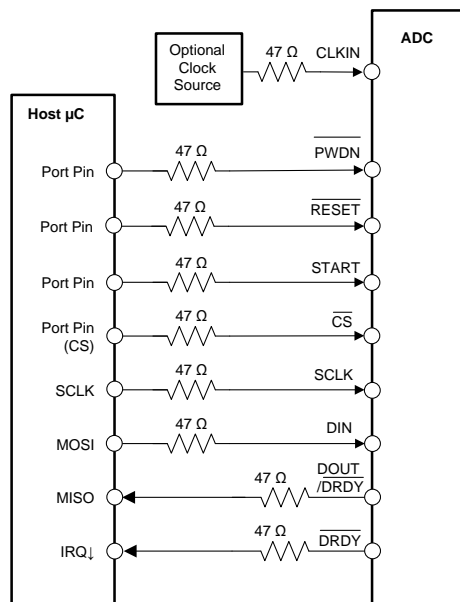 Optional
Clock
Source
47 Ω
CLKIN
ADC
Host µC
Port Pin
47 Ω
PWDN
Port Pin
47 Ω
RESET
Port Pin
47 Ω
START
Port Pin
(CS)
47 Ω
CS
SCLK
47 Ω
SCLK
MOSI
47 Ω
DIN
MISO
47 Ω
DOUT
/DRDY
IRQ↓
47 Ω
DRDY